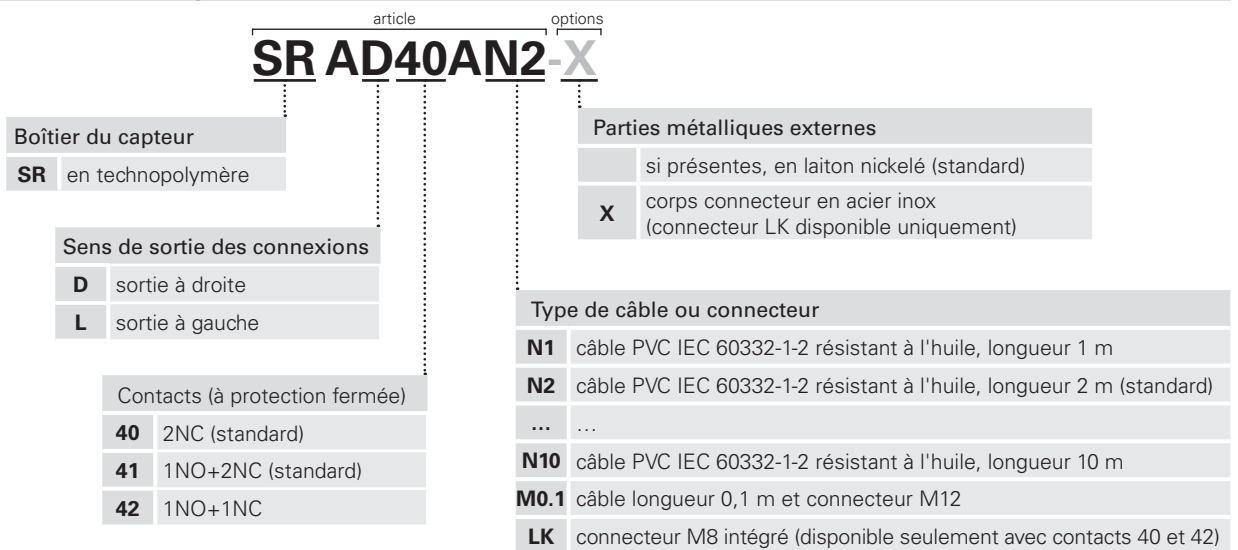 article options
SR AD40AN2-X
Boîtier du capteur
SR en technopolymère
Sens de sortie des connexions
D sortie à droite
L sortie à gauche
Contacts (à protection fermée)
40 2NC (standard)
41 1NO+2NC (standard)
42 1NO+1NC
Parties métalliques externes
si présentes, en laiton nickelé (standard)
X corps connecteur en acier inox
(connecteur LK disponible uniquement)
Type de câble ou connecteur
N1 câble PVC IEC 60332-1-2 résistant à l'huile, longueur 1 m
N2 câble PVC IEC 60332-1-2 résistant à l'huile, longueur 2 m (standard)
... ...
N10 câble PVC IEC 60332-1-2 résistant à l'huile, longueur 10 m
M0.1 câble longueur 0,1 m et connecteur M12
LK connecteur M8 intégré (disponible seulement avec contacts 40 et 42)